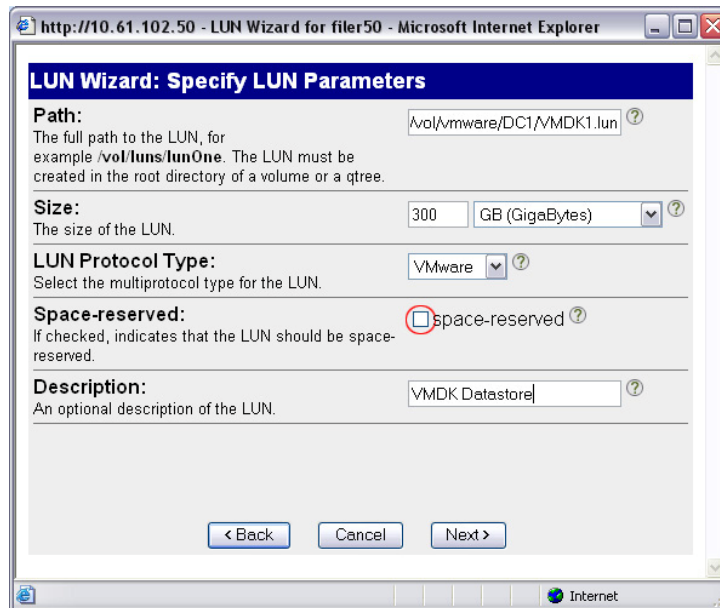 http://10.61.102.50 - LUN Wizard for filer50 - Microsoft Internet Explorer
LUN Wizard: Specify LUN Parameters
Path:
The full path to the LUN, for
example /vol/luns/lunOne. The LUN must be
created in the root directory of a volume or a qtree.
/vol/vmware/DC1/VMDK1.lun
Size:
The size of the LUN.
300 GB (GigaBytes)
LUN Protocol Type:
Select the multiprotocol type for the LUN.
VMware
Space-reserved:
If checked, indicates that the LUN should be space-
reserved.
space-reserved
Description:
An optional description of the LUN.
VMDK Datastore
< Back Cancel Next >
Internet